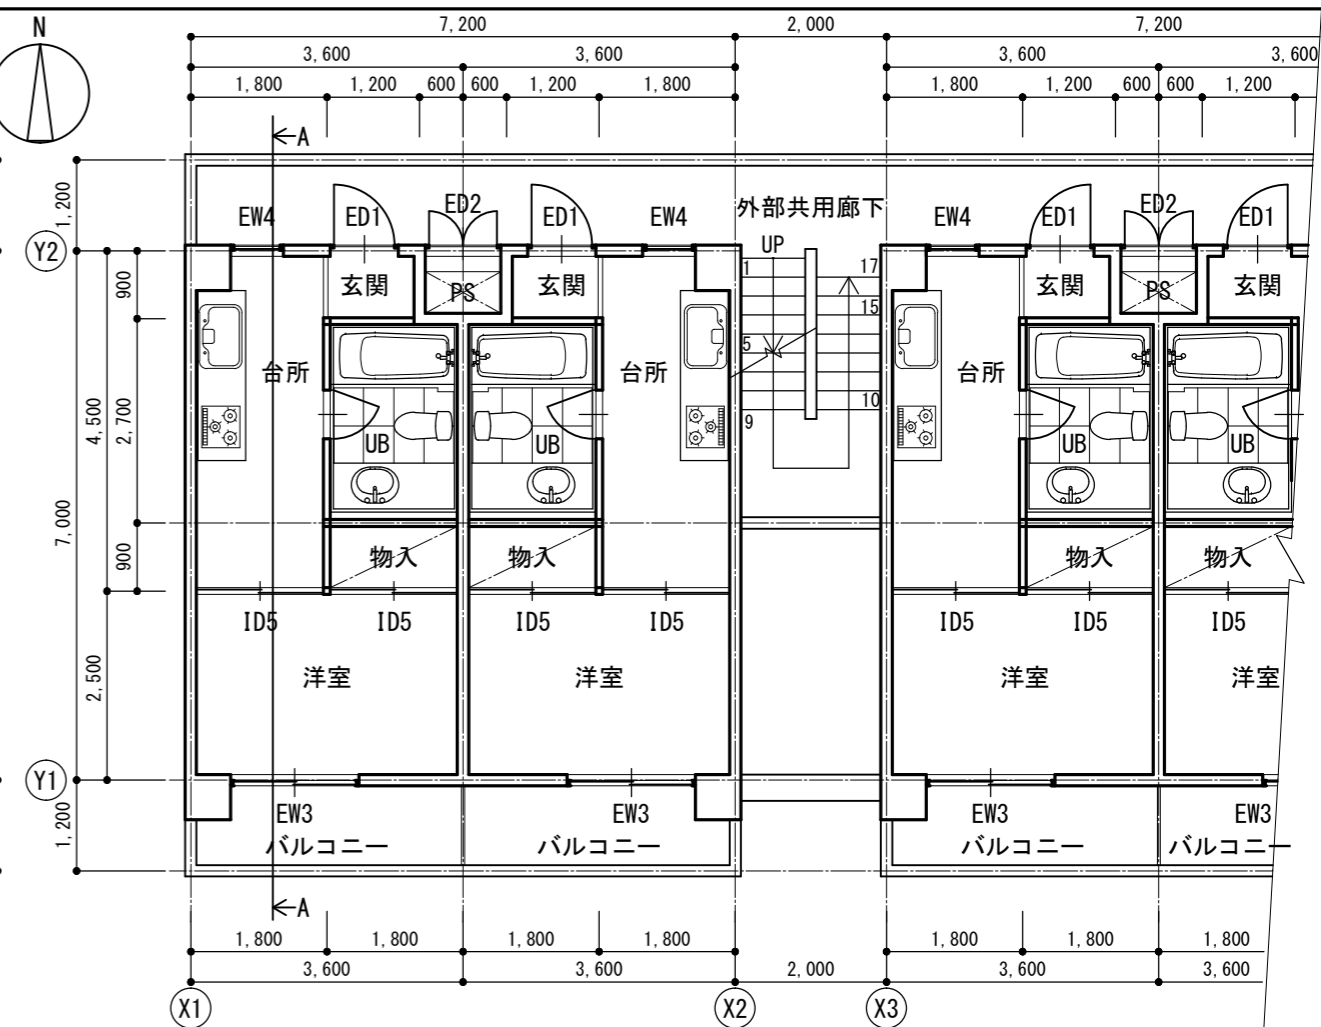 N
7,200
2,000
7,200
3,600
3,600
3,600
3,600
1,800
1,200
600
600
1,200
1,800
1,800
1,200
600
600
1,200
A
1,200
EW4
ED1
ED2
ED1
EW4
外部共用廊下
EW4
ED1
ED2
ED1
Y2
UP
900
玄関
PS
玄関
1
17
玄関
PS
玄関
15
5
台所
台所
台所
4,500
2,700
10
9
UB
UB
UB
UB
7,000
900
物入
物入
物入
物入
ID5
ID5
ID5
ID5
ID5
ID5
ID5
2,500
洋室
洋室
洋室
洋室
Y1
EW3
EW3
EW3
EW3
1,200
バルコニー
バルコニー
バルコニー
バルコニー
A
1,800
1,800
1,800
1,800
1,800
1,800
1,800
3,600
3,600
2,000
3,600
3,600
X1
X2
X3